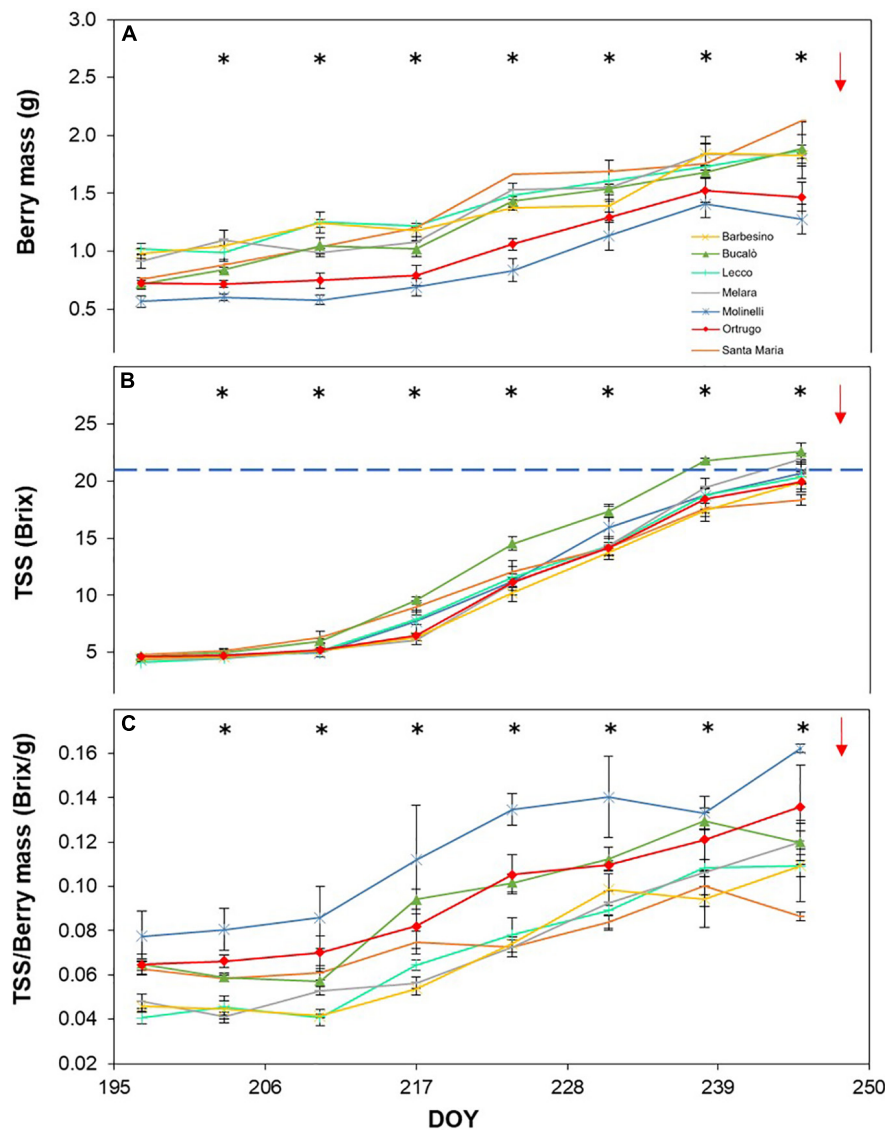 A
* * * * * * *
3.0
2.5
2.0
1.5
1.0
0.5
Berry mass (g)
Barbesino
Bucalò
Lecco
Melara
Molinelli
Ortrugo
Santa Maria
B
* * * * * * *
25
20
15
10
5
TSS (Brix)
C
* * * * * * *
0.16
0.14
0.12
0.10
0.08
0.06
0.04
0.02
TSS/Berry mass (Brix/g)
195 206 217 228 239 250
DOY